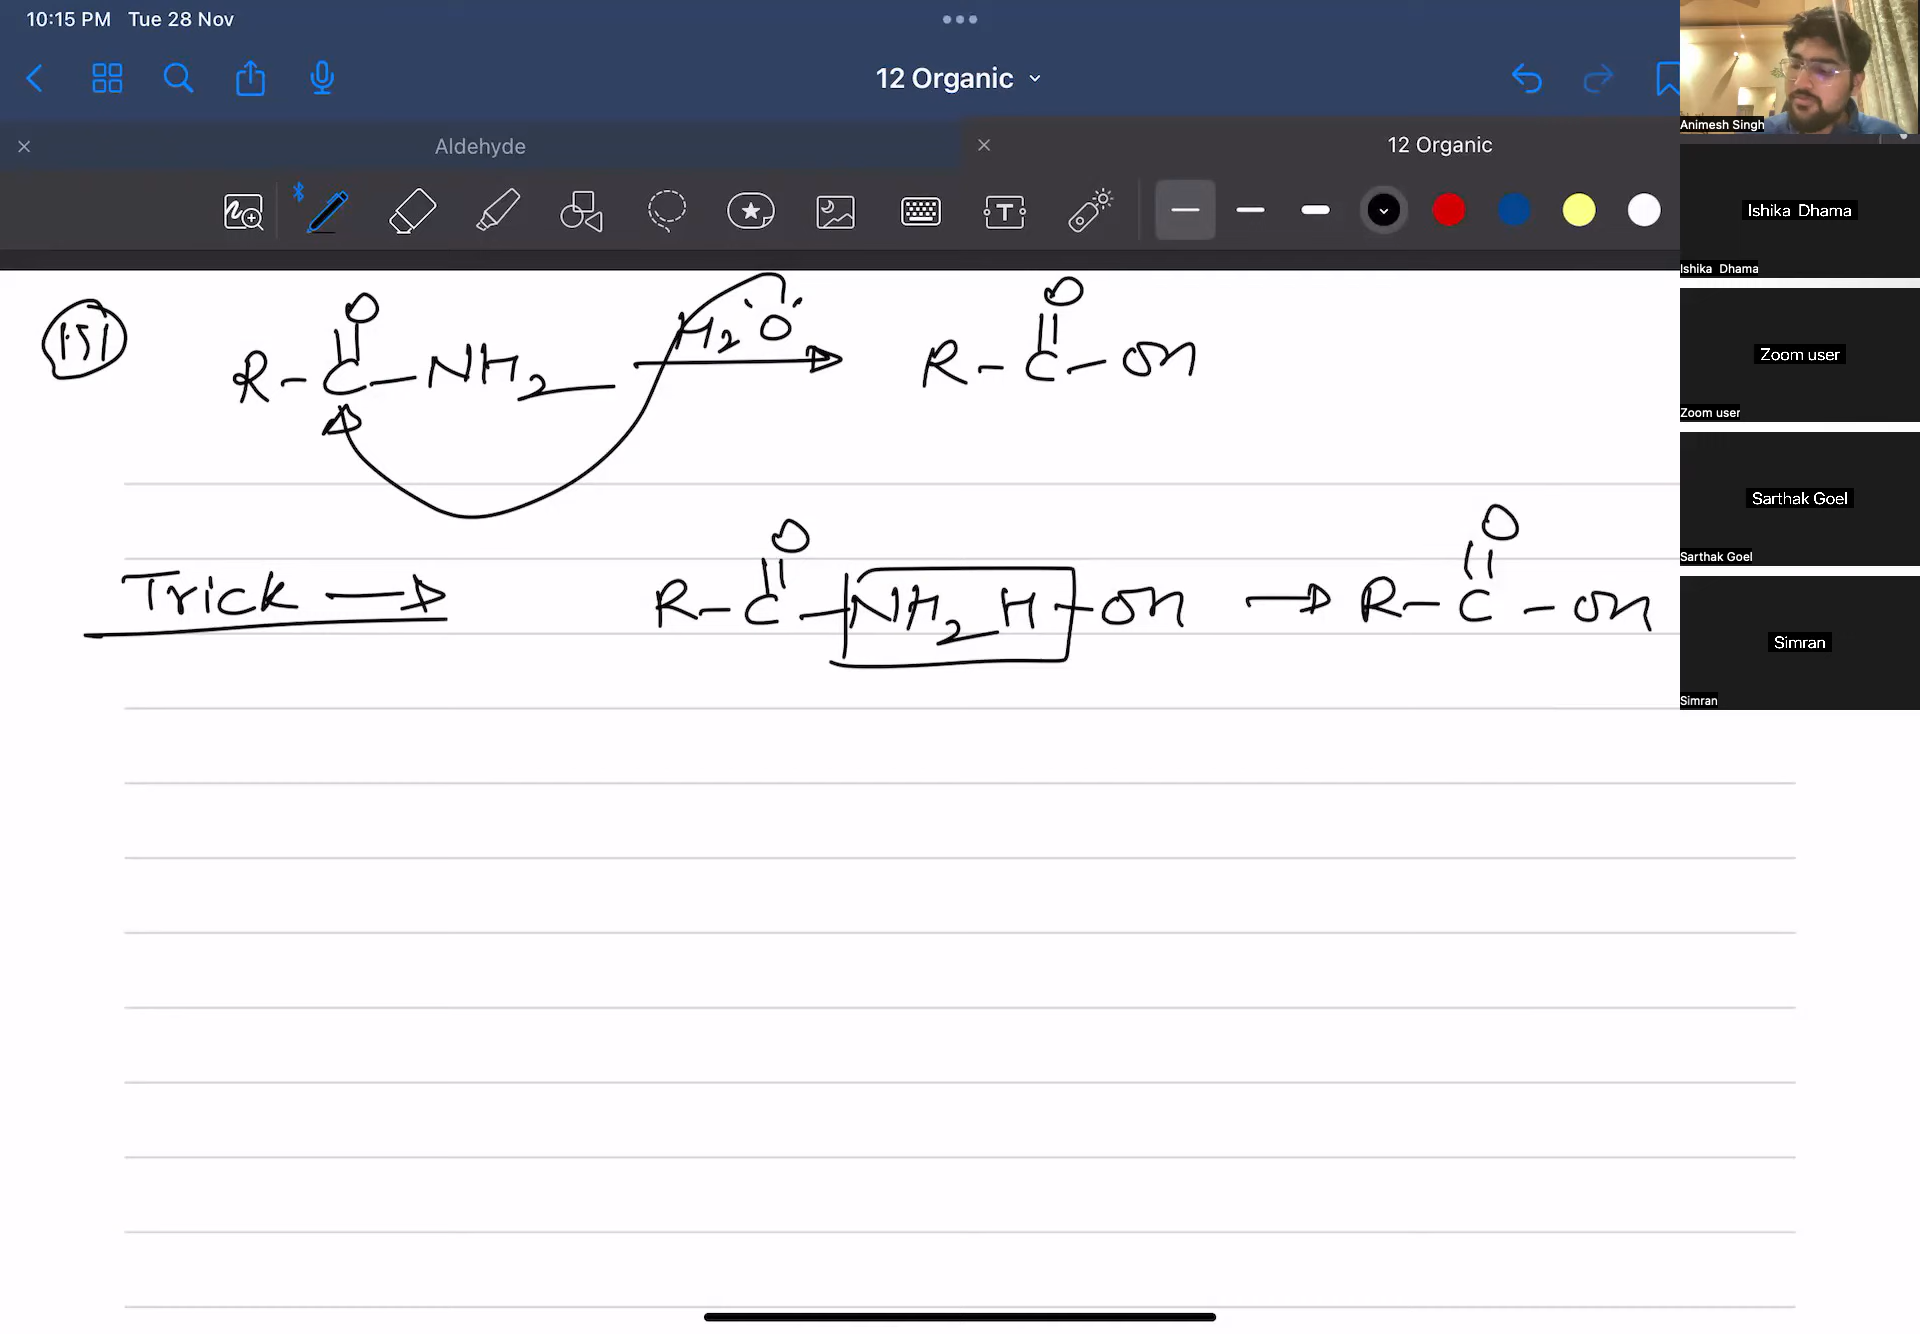 10:15 PM Tue 28 Nov
12 Organic
Aldehyde
12 Organic
T
Animesh Singh
Ishika Dhama
Ishika Dhama
Zoom user
Zoom user
Sarthak Goel
Sarthak Goel
Simran
Simran
151
O
R-C-NH2
H2O
O
R-C-OH
Trick →
O
R-C-NH2 H-OH → 
O
R-C-OH